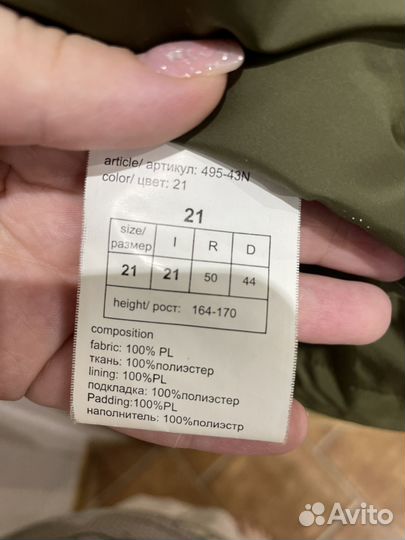 article/ артикул: 495-43N
color/ цвет: 21
21
size/ размер I R D
21 21 50 44
height/ рост: 164-170
composition
fabric: 100% PL
ткань: 100%полиэстер
lining: 100%PL
подкладка: 100%полиэстер
Padding:100%PL
наполнитель: 100%полиэстр
Avito